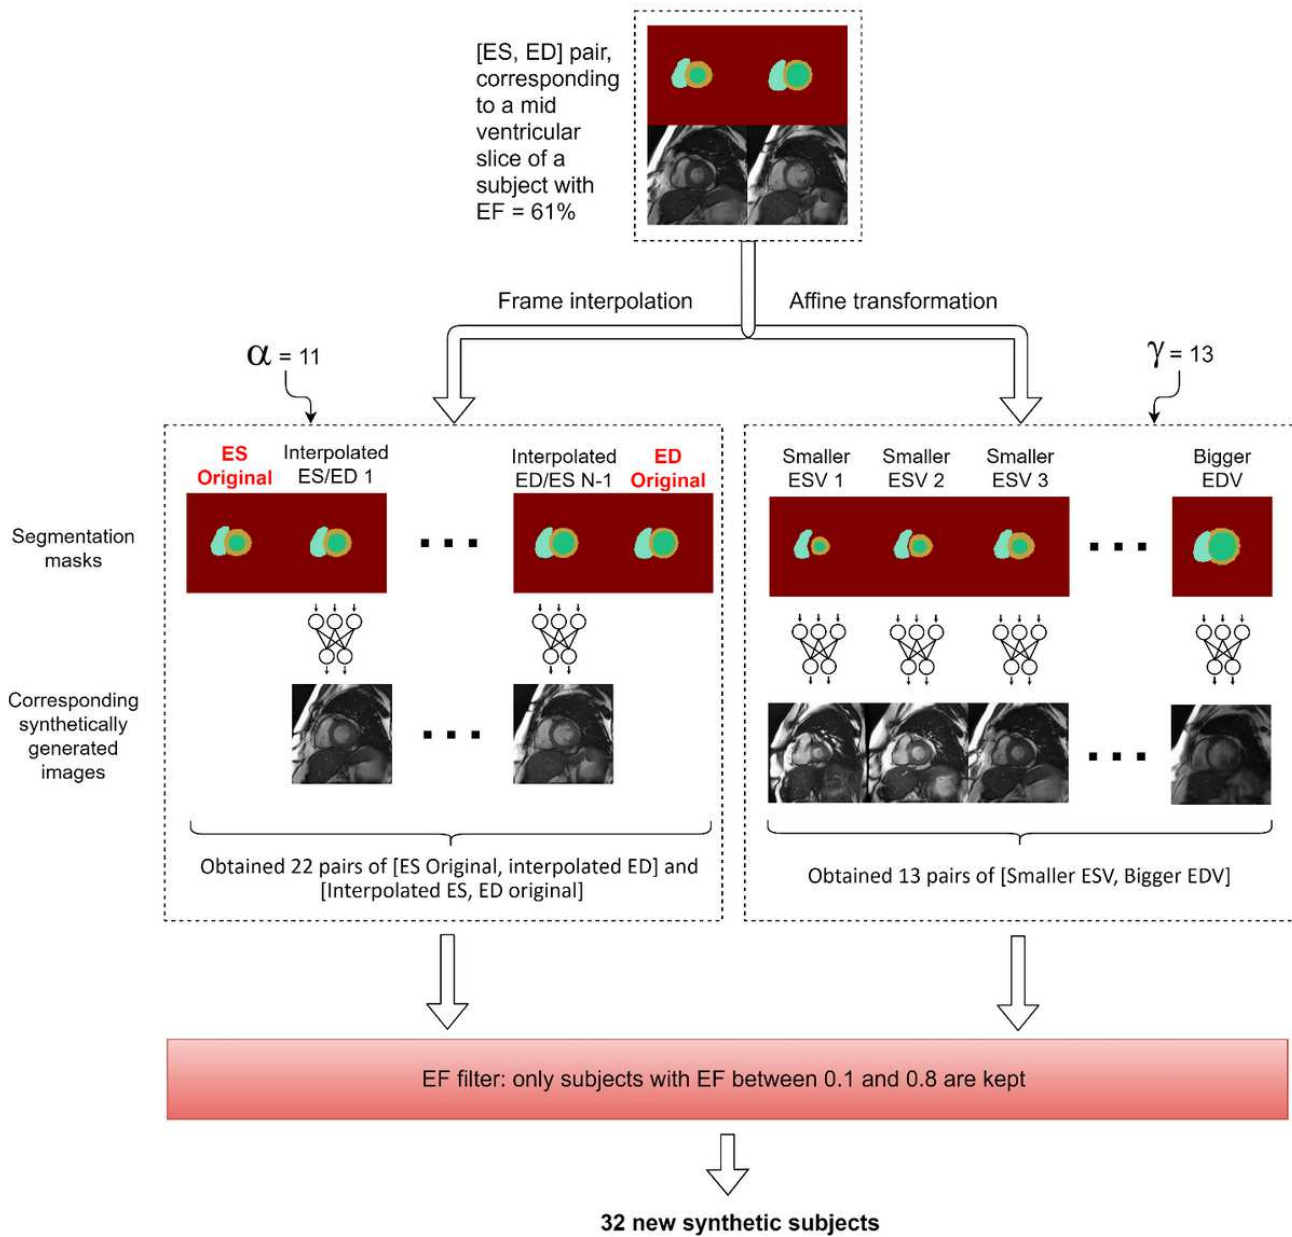 [ES, ED] pair,
corresponding
to a mid
ventricular
slice of a
subject with
EF = 61%
Frame interpolation
Affine transformation
α = 11
γ = 13
ES
Original
Interpolated
ES/ED 1
Interpolated
ED/ES N-1
ED
Original
Smaller
ESV 1
Smaller
ESV 2
Smaller
ESV 3
Bigger
EDV
Segmentation
masks
Corresponding
synthetically
generated
images
Obtained 22 pairs of [ES Original, interpolated ED] and
[Interpolated ES, ED original]
Obtained 13 pairs of [Smaller ESV, Bigger EDV]
EF filter: only subjects with EF between 0.1 and 0.8 are kept
32 new synthetic subjects